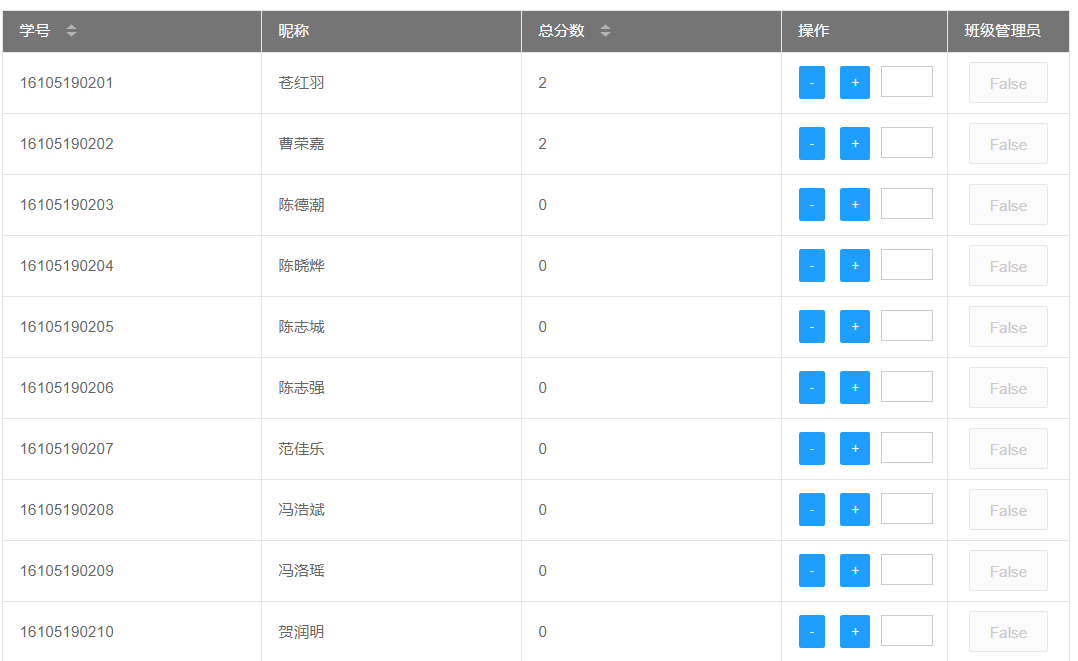 学号 昵称 总分数 操作 班级管理员
16105190201 苍红羽 2 - + False
16105190202 曹荣嘉 2 - + False
16105190203 陈德潮 0 - + False
16105190204 陈晓烨 0 - + False
16105190205 陈志城 0 - + False
16105190206 陈志强 0 - + False
16105190207 范佳乐 0 - + False
16105190208 冯浩斌 0 - + False
16105190209 冯洛瑶 0 - + False
16105190210 贺润明 0 - + False